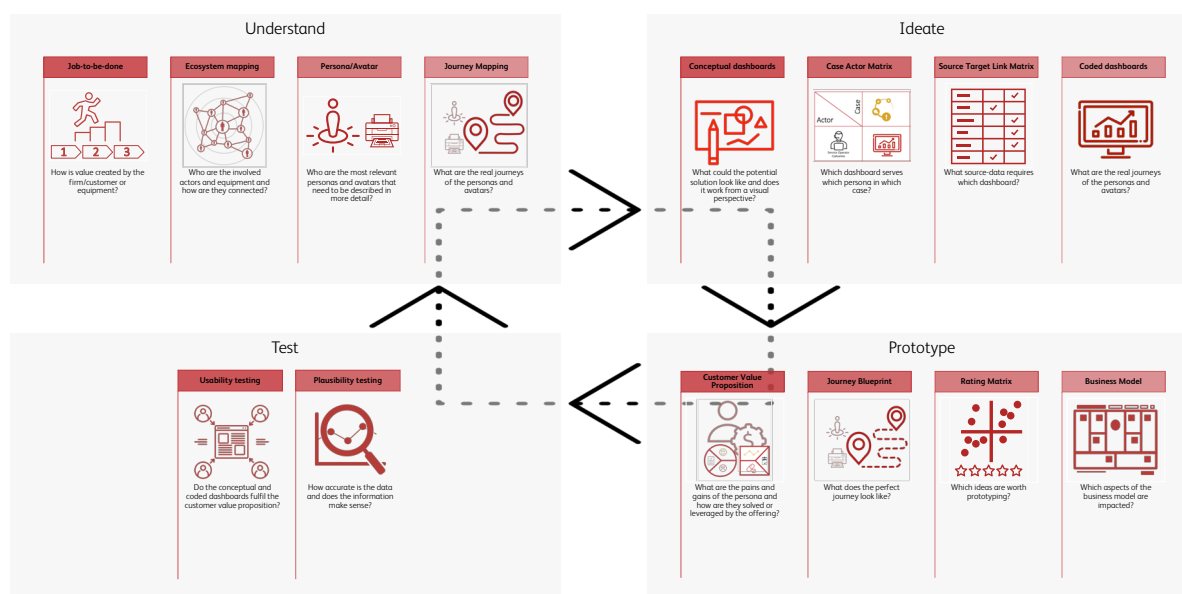 Understand
Job-to-be-done
1 2 3
How is value created by the
firm/customer or
equipment?
Ecosystem mapping
Who are the involved
actors and equipment and
how are they connected?
Persona/Avatar
Who are the most relevant
personas and avatars that
need to be described in
more detail?
Journey Mapping
What are the real journeys
of the personas and
avatars?
Ideate
Conceptual dashboards
What could the potential
solution look like and does
it work from a visual
perspective?
Case Actor Matrix
Case
Actor
Which dashboard serves
which persona in which
case?
Source Target Link Matrix
What source-data requires
which dashboard?
Coded dashboards
What are the real journeys
of the personas and
avatars?
Test
Usability testing
Do the conceptual and
coded dashboards fulfil the
customer value proposition?
Plausibility testing
How accurate is the data
and does the information
make sense?
Prototype
Customer Value
Proposition
What are the pains and
gains of the persona and
how are they solved or
leveraged by the offering?
Journey Blueprint
What does the perfect
journey look like?
Rating Matrix
Which ideas are worth
prototyping?
Business Model
Which aspects of the
business model are
impacted?